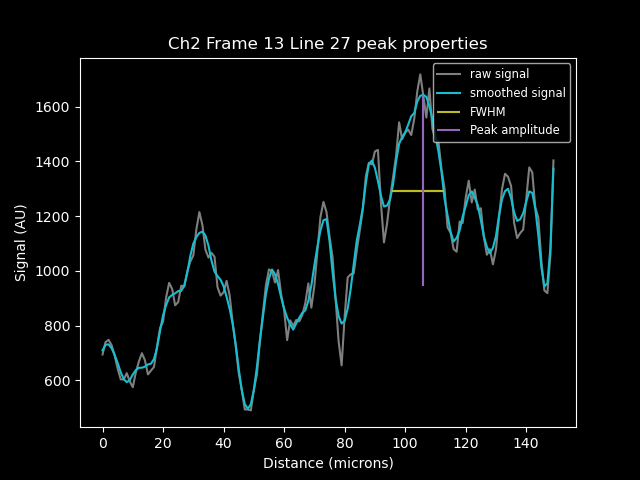 Ch2 Frame 13 Line 27 peak properties
raw signal
smoothed signal
FWHM
Peak amplitude
1600
1400
1200
1000
800
600
Signal (AU)
0 20 40 60 80 100 120 140
Distance (microns)